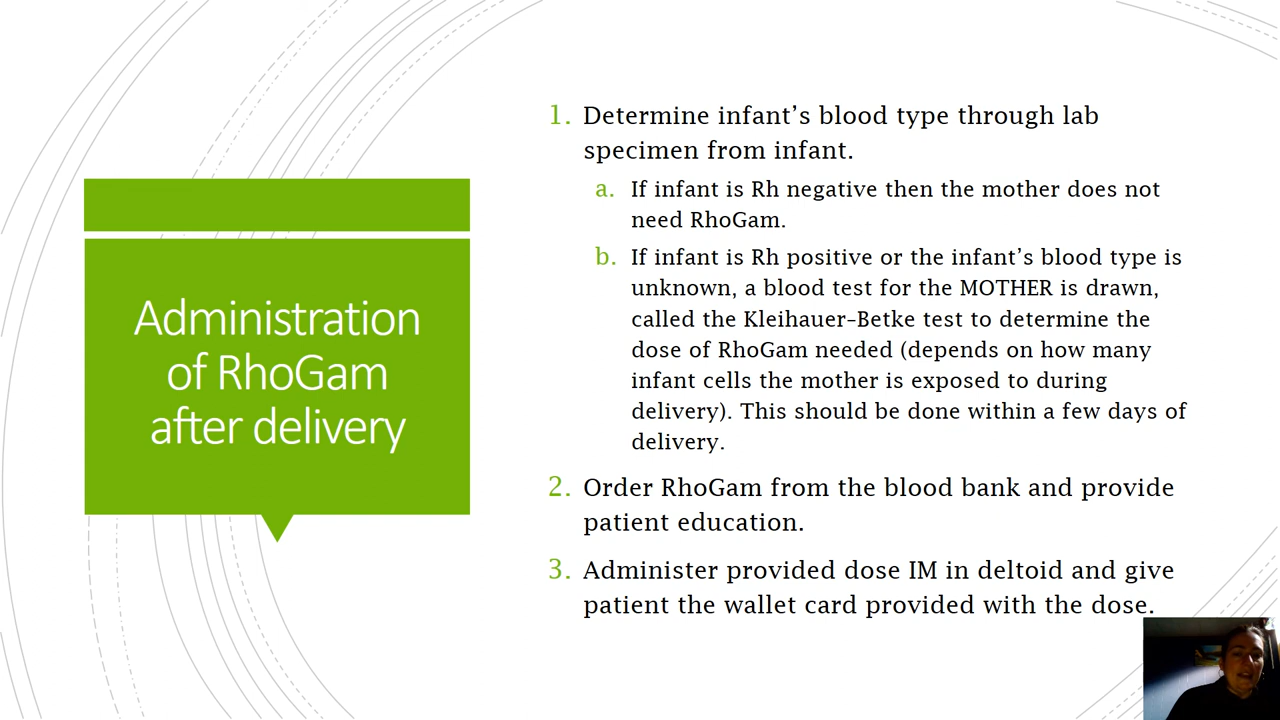 Administration
of RhoGam
after delivery
1. Determine infant’s blood type through lab
specimen from infant.
a. If infant is Rh negative then the mother does not
need RhoGam.
b. If infant is Rh positive or the infant’s blood type is
unknown, a blood test for the MOTHER is drawn,
called the Kleihauer-Betke test to determine the
dose of RhoGam needed (depends on how many
infant cells the mother is exposed to during
delivery). This should be done within a few days of
delivery.
2. Order RhoGam from the blood bank and provide
patient education.
3. Administer provided dose IM in deltoid and give
patient the wallet card provided with the dose.